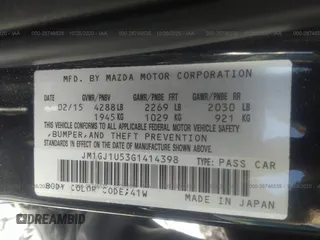 MFD. BY MAZDA MOTOR CORPORATION
GVWR/PNBV GAWR/PNBE FRT GAWR/PNBE RR
02/15 4288LB 2269 LB 2030 LB
1945KG 1029 KG 921 KG
THIS VEHICLE CONFORMS TO ALL APPLICABLE FEDERAL MOTOR VEHICLE SAFETY
,BUMPER, AND THEFT PREVENTION
STANDARDS IN EFFECT ON THE DATE OF MANUFACTURE SHOWN ABOVE.
JM1GJ1U53G1414398 TYPE: PASS CAR
BODY COLOR CODE:41W
MADE IN JAPAN